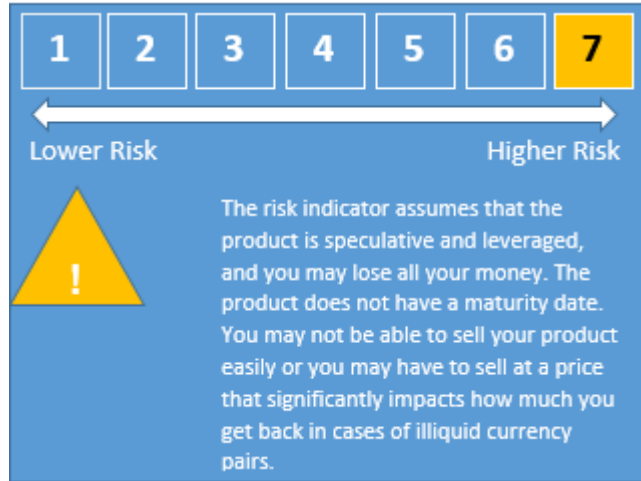 1 2 3 4 5 6 7
Lower Risk Higher Risk
!
The risk indicator assumes that the
product is speculative and leveraged,
and you may lose all your money. The
product does not have a maturity date.
You may not be able to sell your product
easily or you may have to sell at a price
that significantly impacts how much you
get back in cases of illiquid currency
pairs.